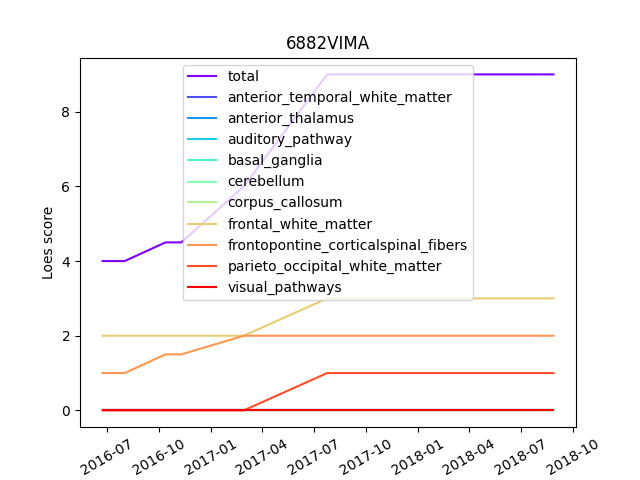 6882VIMA
Loes score
8
6
4
2
0
total
anterior_temporal_white_matter
anterior_thalamus
auditory_pathway
basal_ganglia
cerebellum
corpus_callosum
frontal_white_matter
frontopontine_corticalspinal_fibers
parieto_occipital_white_matter
visual_pathways
2016-07
2016-10
2017-01
2017-04
2017-07
2017-10
2018-01
2018-04
2018-07
2018-10